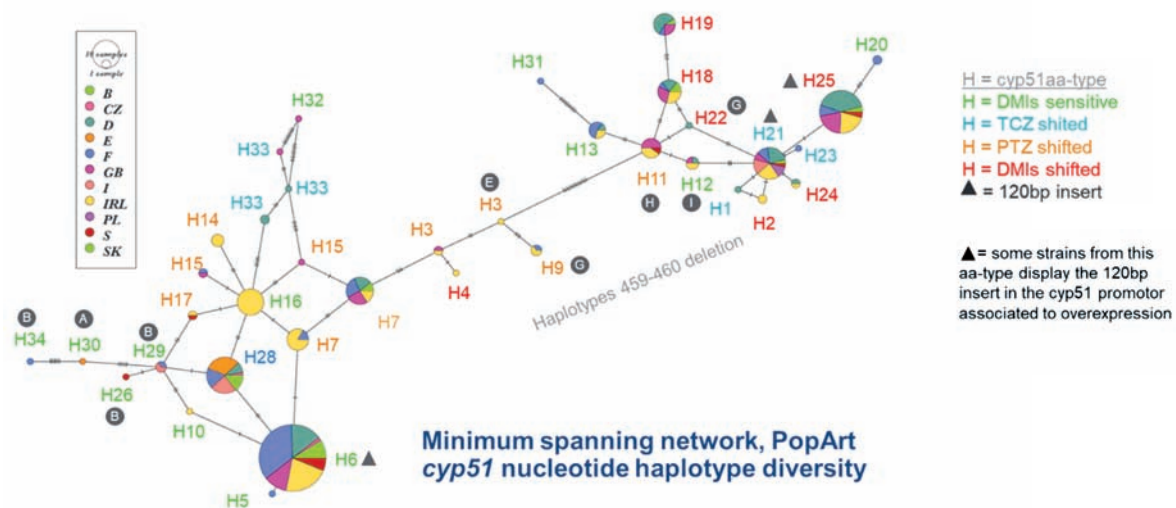 10 samples
1 sample
B
CZ
D
E
F
GB
I
IRL
PL
S
SK
H19
H20
H31
H18
H25
G
H22
H21
H32
H33
H13
H23
H33
H11
H12
H24
E
H
I
H1
H2
H33
H14
H3
H3
H15
H15
H9
G
H4
H16
H17
H7
Haplotypes 459-460 deletion
B
A
B
H34
H30
H29
H28
H7
H26
B
H10
H6
H5
Minimum spanning network, PopArt
cyp51 nucleotide haplotype diversity
H = cyp51aa-type
H = DMIs sensitive
H = TCZ shited
H = PTZ shifted
H = DMIs shifted
▲ = 120bp insert
▲= some strains from this
aa-type display the 120bp
insert in the cyp51 promotor
associated to overexpression